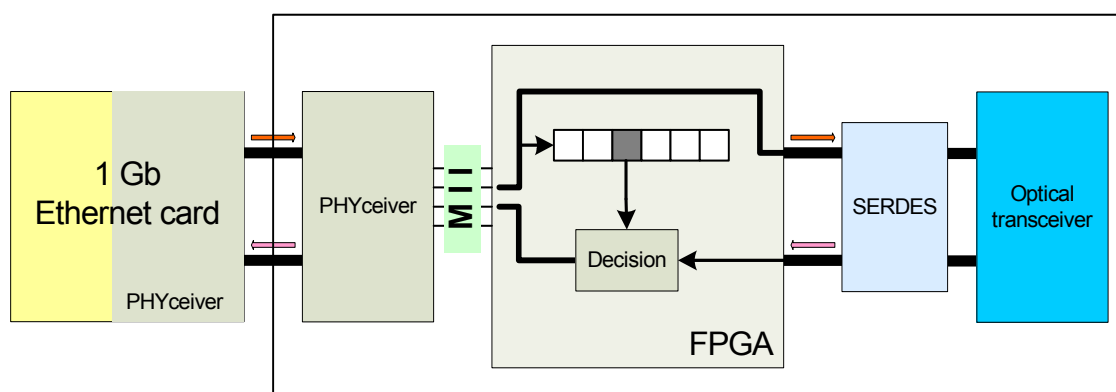 1 Gb
Ethernet card
PHYceiver
PHYceiver
MII
Decision
FPGA
SERDES
Optical
transceiver